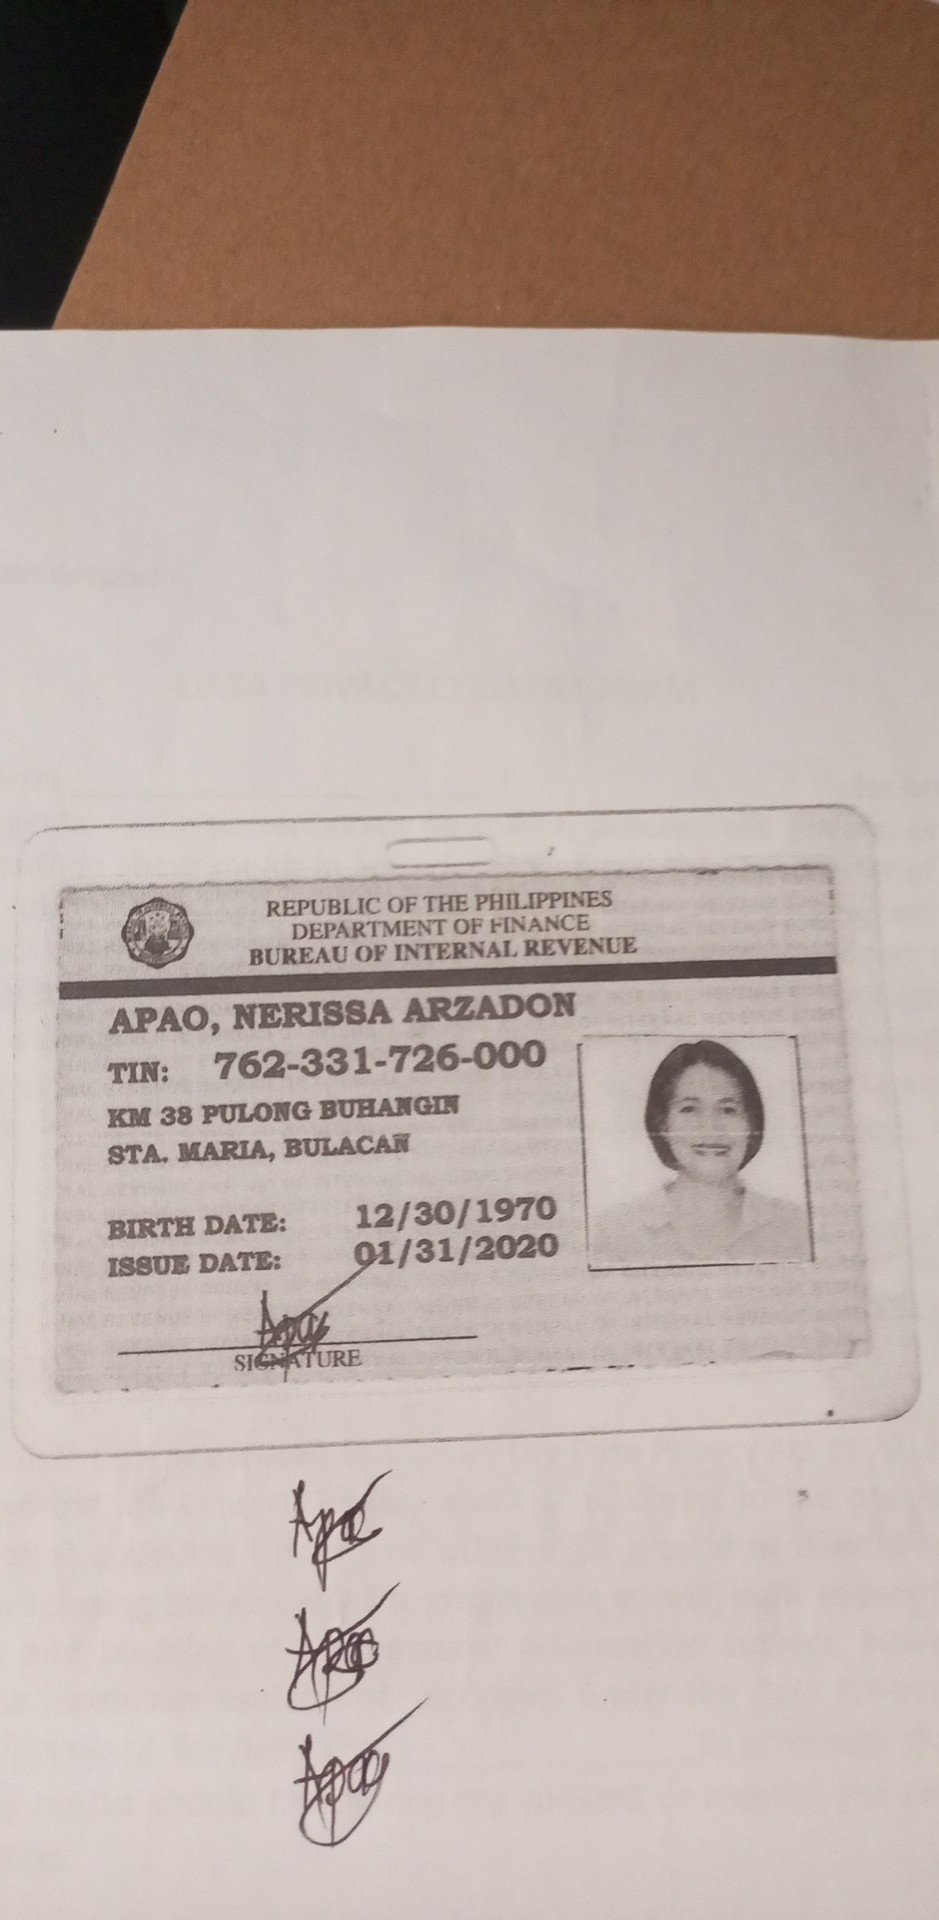 REPUBLIC OF THE PHILIPPINES
DEPARTMENT OF FINANCE
BUREAU OF INTERNAL REVENUE
APAO, NERISSA ARZADON
TIN: 762-331-726-000
KM 38 PULONG BUHANGIN
STA. MARIA, BULACAN
BIRTH DATE: 12/30/1970
ISSUE DATE: 01/31/2020
Apao
SIGNATURE
Apao
Apao
Apao